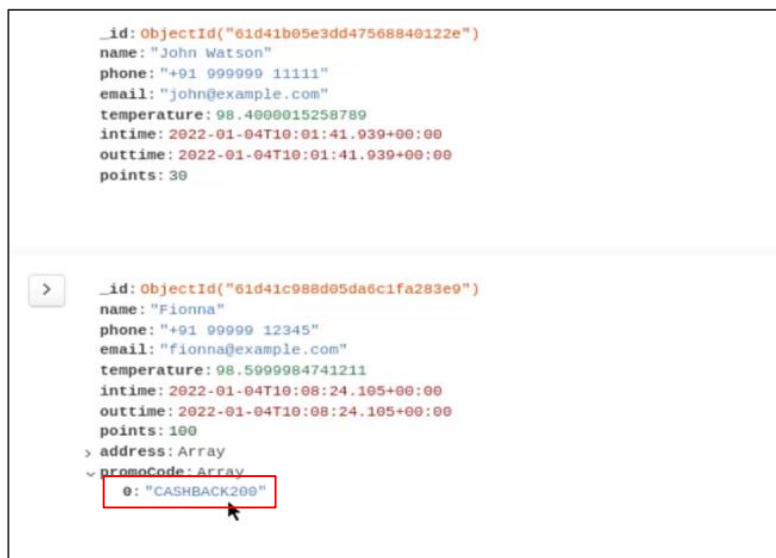 _id: ObjectId("61d41b05e3dd47568840122e")
name: "John Watson"
phone: "+91 999999 11111"
email: "john@example.com"
temperature: 98.4000015258789
intime: 2022-01-04T10:01:41.939+00:00
outtime: 2022-01-04T10:01:41.939+00:00
points: 30
_id: ObjectId("61d41c988d05da6c1fa283e9")
name: "Fionna"
phone: "+91 99999 12345"
email: "fionna@example.com"
temperature: 98.5999984741211
intime: 2022-01-04T10:08:24.105+00:00
outtime: 2022-01-04T10:08:24.105+00:00
points: 100
address: Array
promoCode: Array
0: "CASHBACK200"